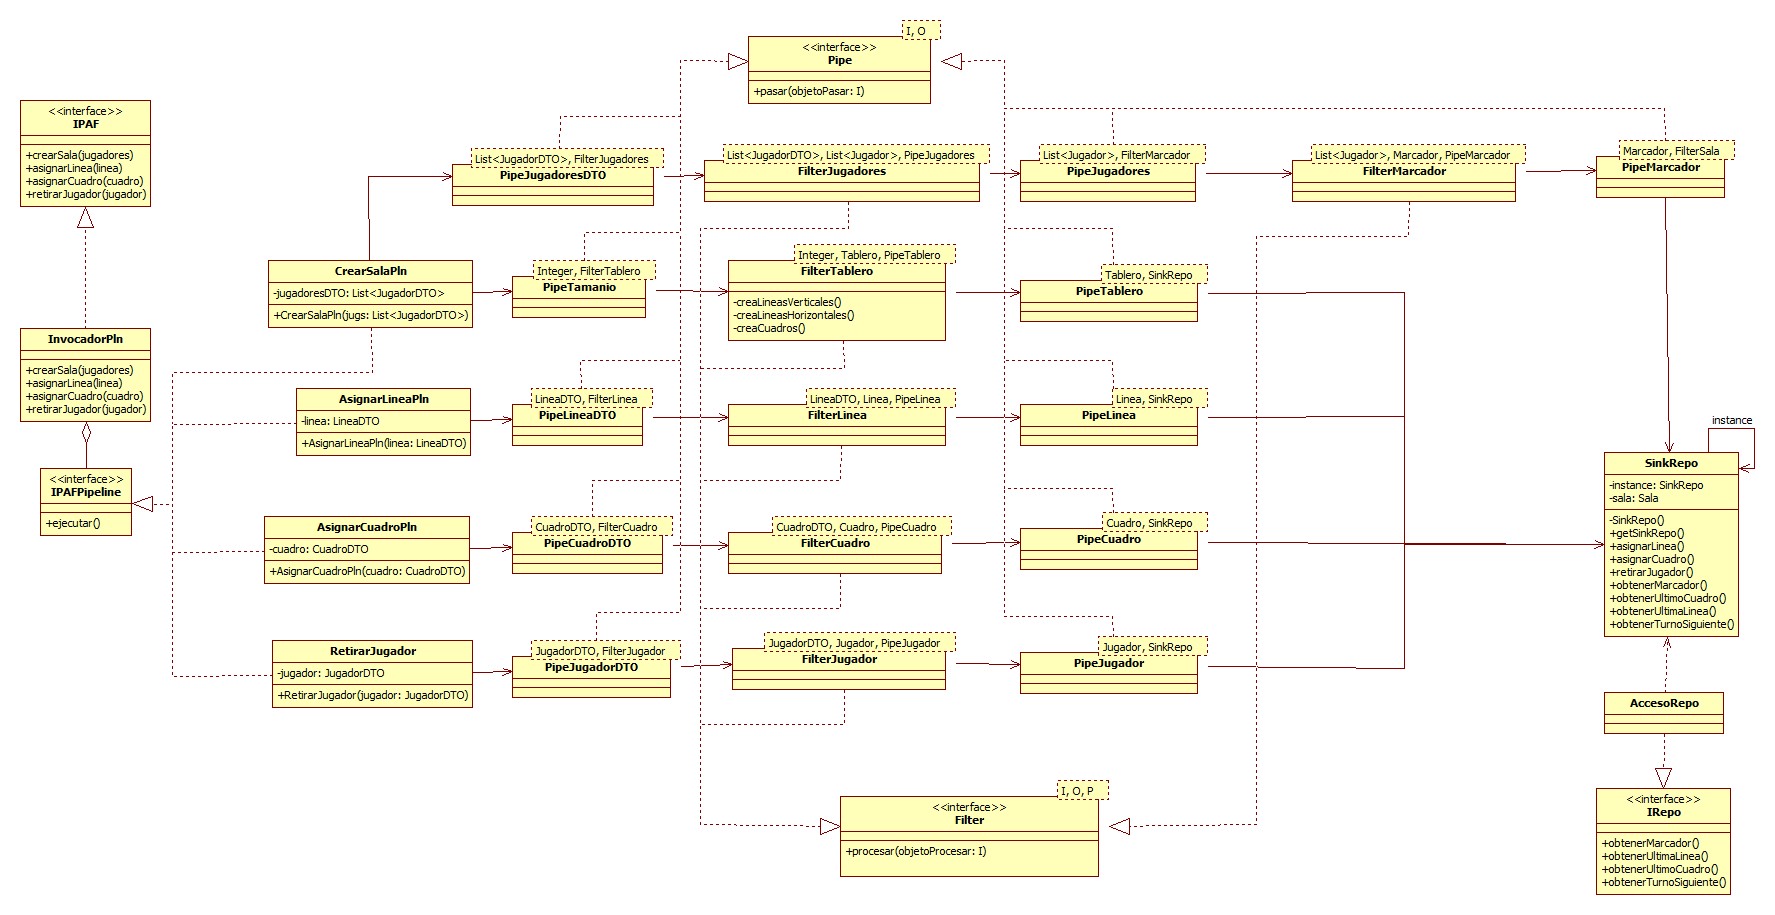 I, O
<<interface>>
Pipe
+pasar(objetoPasar: I)
<<interface>>
IPAF
+crearSala(jugadores)
+asignarLinea(linea)
+asignarCuadro(cuadro)
+retirarJugador(jugador)
List<JugadorDTO>, FilterJugadores
PipeJugadoresDTO
List<JugadorDTO>, List<Jugador>, PipeJugadores
FilterJugadores
List<Jugador>, FilterMarcador
PipeJugadores
List<Jugador>, Marcador, PipeMarcador
FilterMarcador
Marcador, FilterSala
PipeMarcador
CrearSalaPln
-jugadoresDTO: List<JugadorDTO>
+CrearSalaPln(jugs: List<JugadorDTO>)
Integer, FilterTablero
PipeTamanio
Integer, Tablero, PipeTablero
FilterTablero
-creaLineasVerticales()
-creaLineasHorizontales()
-creaCuadros()
Tablero, SinkRepo
PipeTablero
InvocadorPln
+crearSala(jugadores)
+asignarLinea(linea)
+asignarCuadro(cuadro)
+retirarJugador(jugador)
AsignarLineaPln
-linea: LineaDTO
+AsignarLineaPln(linea: LineaDTO)
LineaDTO, FilterLinea
PipeLineaDTO
LineaDTO, Linea, PipeLinea
FilterLinea
Linea, SinkRepo
PipeLinea
instance
SinkRepo
-instance: SinkRepo
-sala: Sala
-SinkRepo()
+getSinkRepo()
+asignarLinea()
+asignarCuadro()
+retirarJugador()
+obtenerMarcador()
+obtenerUltimoCuadro()
+obtenerUltimaLinea()
+obtenerTurnoSiguiente()
<<interface>>
IPAFPipeline
+ejecutar()
AsignarCuadroPln
-cuadro: CuadroDTO
+AsignarCuadroPln(cuadro: CuadroDTO)
CuadroDTO, FilterCuadro
PipeCuadroDTO
CuadroDTO, Cuadro, PipeCuadro
FilterCuadro
Cuadro, SinkRepo
PipeCuadro
RetirarJugador
-jugador: JugadorDTO
+RetirarJugador(jugador: JugadorDTO)
JugadorDTO, FilterJugador
PipeJugadorDTO
JugadorDTO, Jugador, PipeJugador
FilterJugador
Jugador, SinkRepo
PipeJugador
AccesoRepo
I, O, P
<<interface>>
Filter
+procesar(objetoProcesar: I)
<<interface>>
IRepo
+obtenerMarcador()
+obtenerUltimaLinea()
+obtenerUltimoCuadro()
+obtenerTurnoSiguiente()